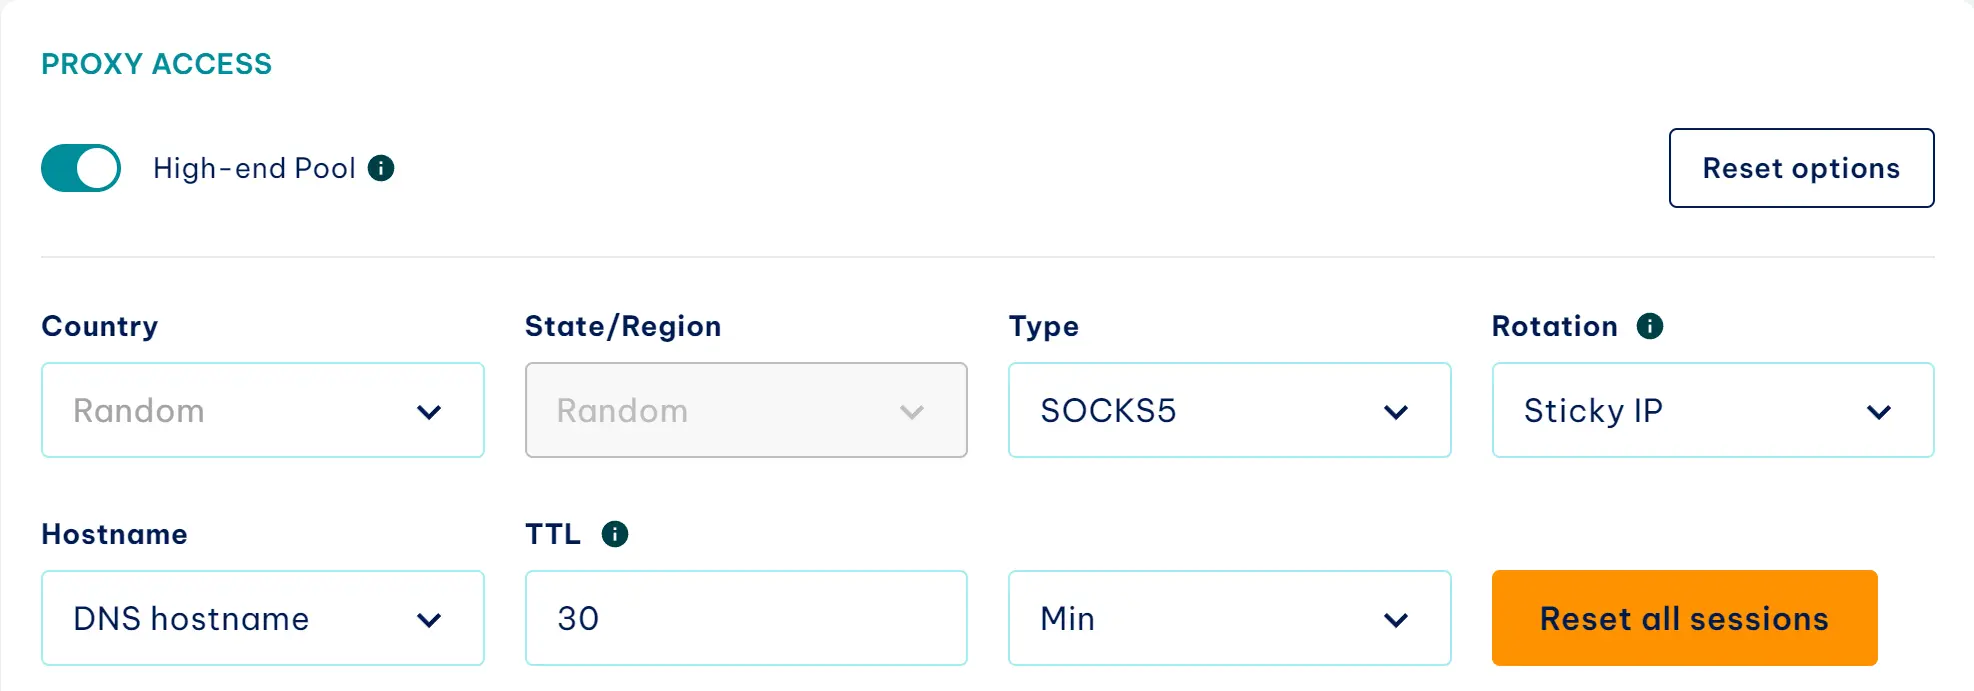 PROXY ACCESS
High-end Pool
Reset options
Country
State/Region
Type
Rotation
Random
Random
SOCKS5
Sticky IP
Hostname
TTL
DNS hostname
30
Min
Reset all sessions